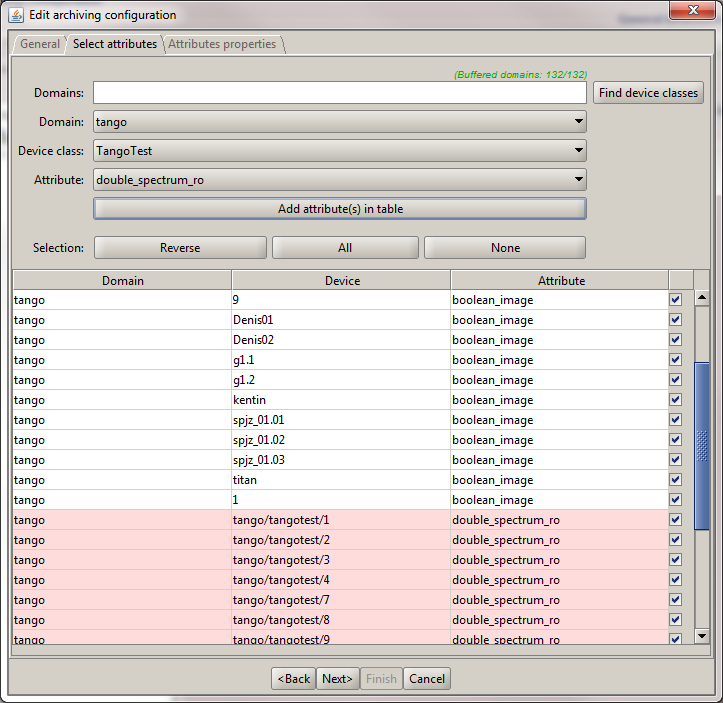 Edit archiving configuration
General Select attributes Attributes properties
(Buffered domains: 132/132)
Domains: Find device classes
Domain: tango
Device class: TangoTest
Attribute: double_spectrum_ro
Add attribute(s) in table
Selection: Reverse All None
Domain Device Attribute
tango 9 boolean_image
tango Denis01 boolean_image
tango Denis02 boolean_image
tango g1.1 boolean_image
tango g1.2 boolean_image
tango kentin boolean_image
tango spjz_01.01 boolean_image
tango spjz_01.02 boolean_image
tango spjz_01.03 boolean_image
tango titan boolean_image
tango 1 boolean_image
tango tango/tangotest/1 double_spectrum_ro
tango tango/tangotest/2 double_spectrum_ro
tango tango/tangotest/3 double_spectrum_ro
tango tango/tangotest/4 double_spectrum_ro
tango tango/tangotest/7 double_spectrum_ro
tango tango/tangotest/8 double_spectrum_ro
tango tango/tangotest/9 double_spectrum_ro
<Back Next> Finish Cancel